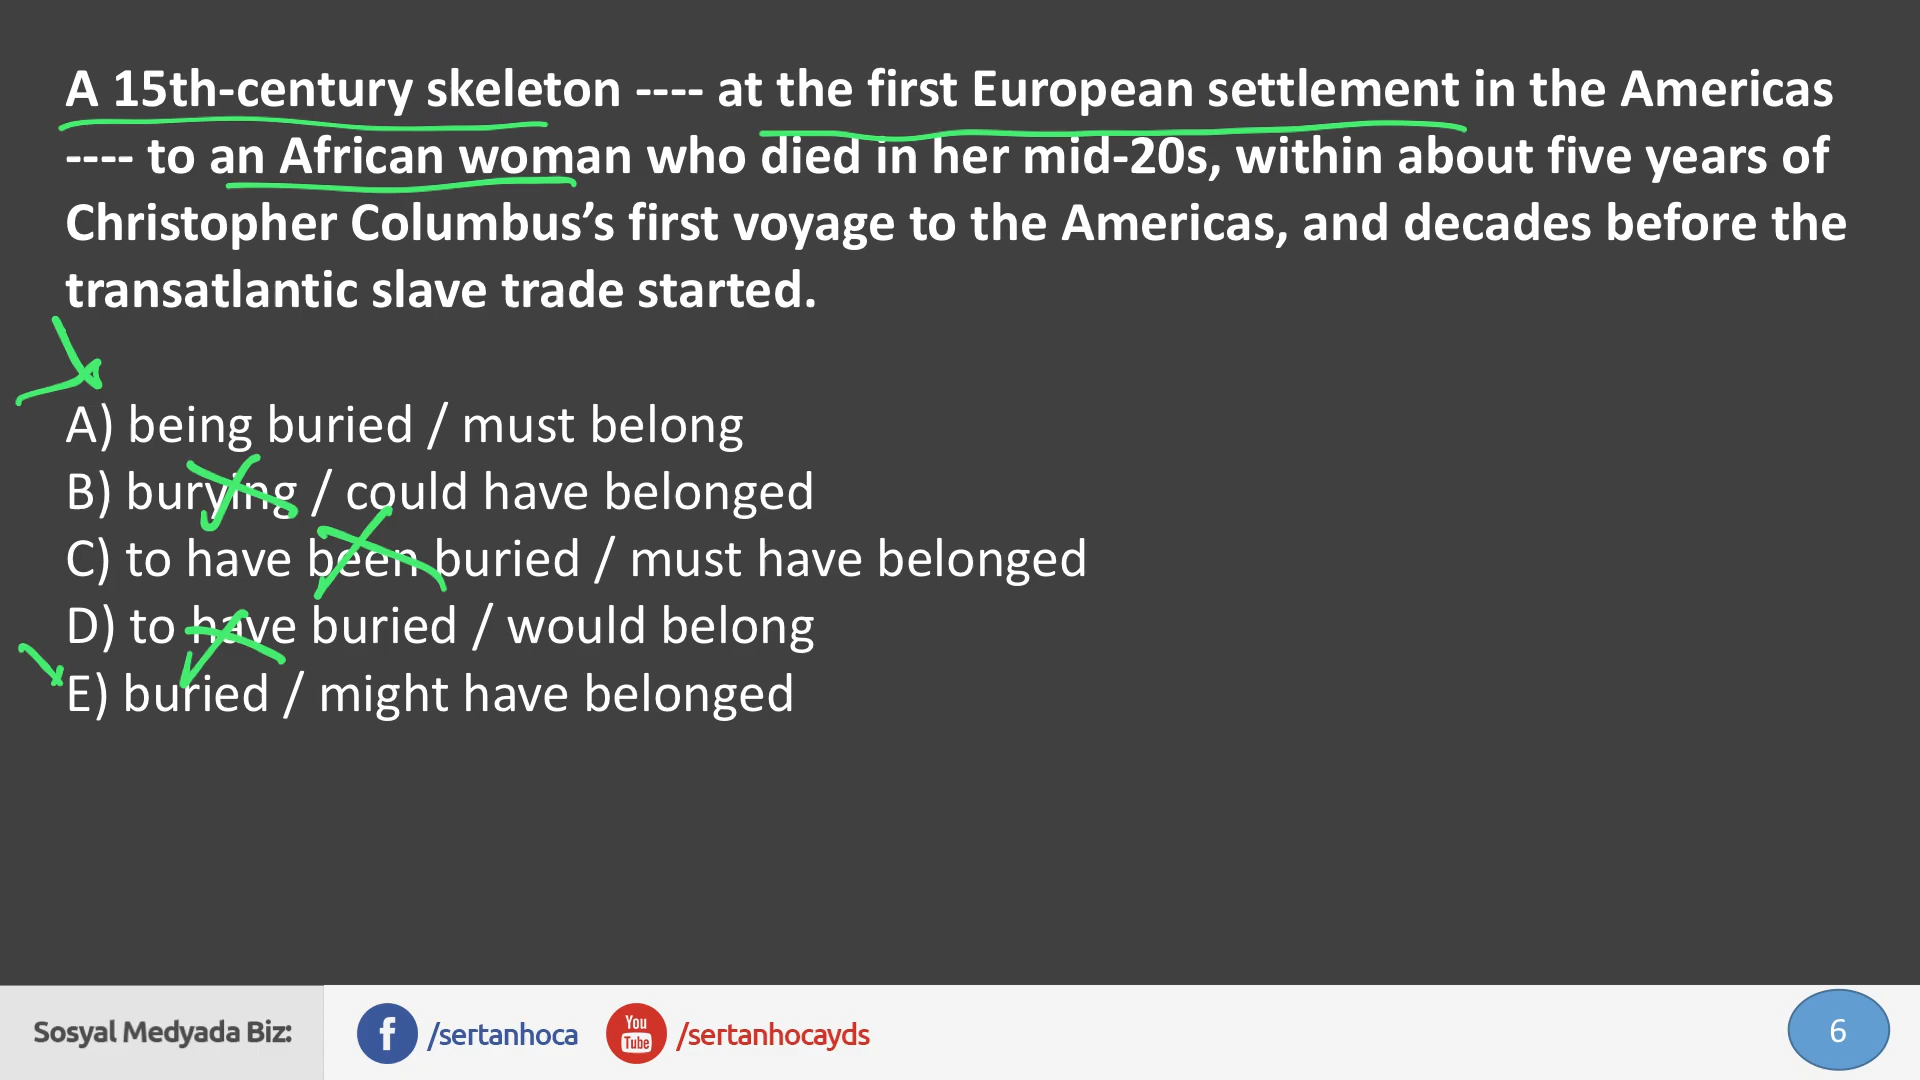 A 15th-century skeleton ---- at the first European settlement in the Americas
---- to an African woman who died in her mid-20s, within about five years of
Christopher Columbus’s first voyage to the Americas, and decades before the
transatlantic slave trade started.
A) being buried / must belong
B) burying / could have belonged
C) to have been buried / must have belonged
D) to have buried / would belong
E) buried / might have belonged
Sosyal Medyada Biz: f /sertanhoca You Tube /sertanhocayds 6